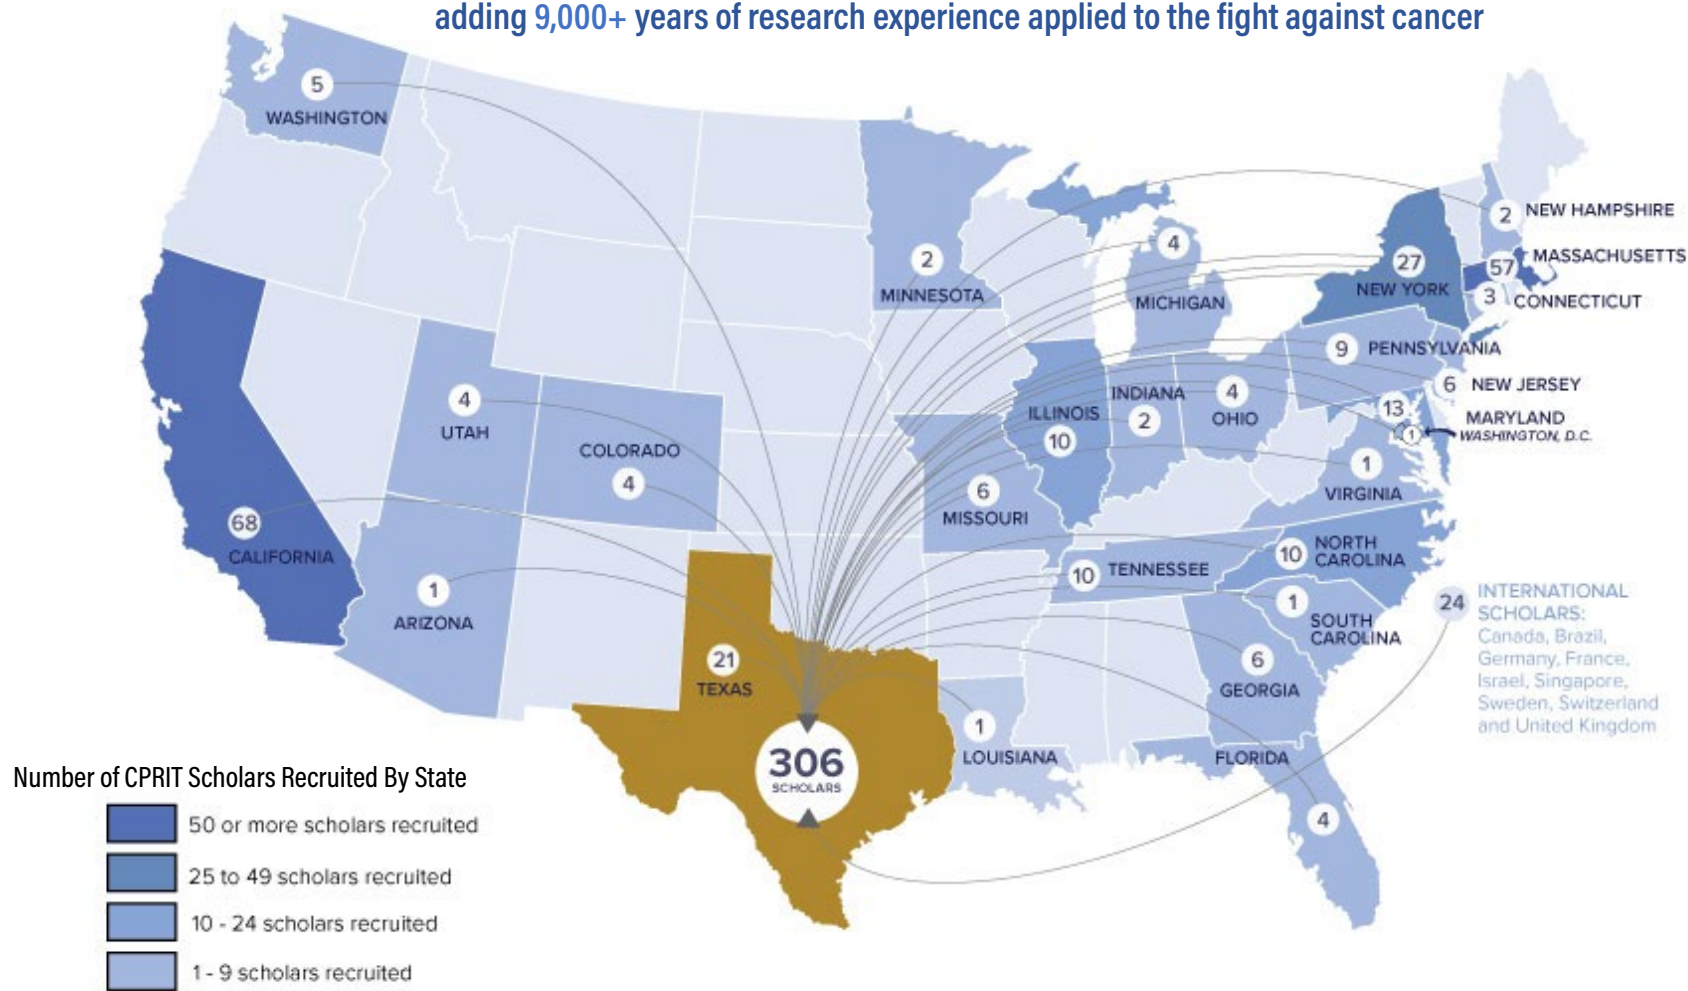 adding 9,000+ years of research experience applied to the fight against cancer
5
WASHINGTON
2
MINNESOTA
4
MICHIGAN
27
NEW YORK
2 NEW HAMPSHIRE
57 MASSACHUSETTS
3 CONNECTICUT
9 PENNSYLVANIA
6 NEW JERSEY
13 MARYLAND
1 WASHINGTON, D.C.
4
UTAH
COLORADO
4
ILLINOIS
10
INDIANA
2
4
OHIO
6
MISSOURI
1
VIRGINIA
68
CALIFORNIA
1
ARIZONA
10 TENNESSEE
10 NORTH
CAROLINA
1 SOUTH
CAROLINA
6
GEORGIA
24 INTERNATIONAL
SCHOLARS:
Canada, Brazil,
Germany, France,
Israel, Singapore,
Sweden, Switzerland
and United Kingdom
21
TEXAS
306
SCHOLARS
1
LOUISIANA
FLORIDA
4
Number of CPRIT Scholars Recruited By State
50 or more scholars recruited
25 to 49 scholars recruited
10 - 24 scholars recruited
1 - 9 scholars recruited